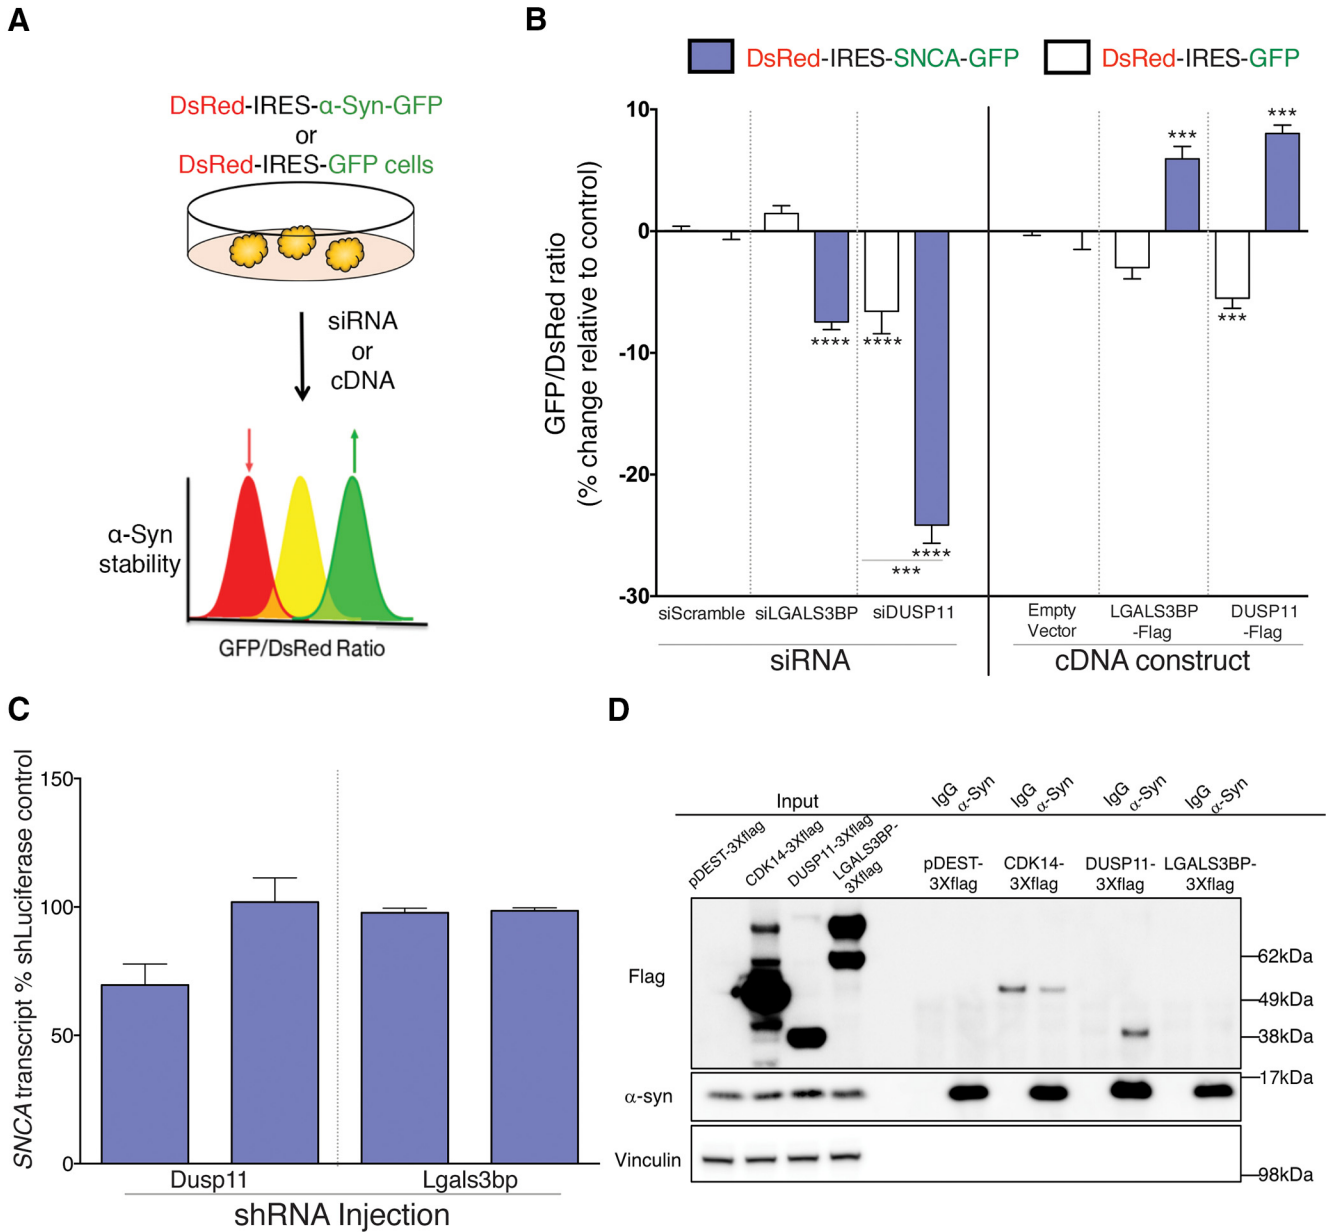 A
DsRed-IRES-α-Syn-GFP
or
DsRed-IRES-GFP cells
siRNA
or
cDNA
α-Syn
stability
GFP/DsRed Ratio
B
DsRed-IRES-SNCA-GFP
DsRed-IRES-GFP
GFP/DsRed ratio
(% change relative to control)
10
0
-10
-20
-30
****
****
****
***
***
***
***
siScramble
siLGALS3BP
siDUSP11
Empty
Vector
LGALS3BP
-Flag
DUSP11
-Flag
siRNA
cDNA construct
C
SNCA transcript % shLuciferase control
150
100
50
0
Dusp11
Lgals3bp
shRNA Injection
D
Input
IgG
α-Syn
IgG
α-Syn
IgG
α-Syn
IgG
α-Syn
pDEST-3Xflag
CDK14-3Xflag
DUSP11-3Xflag
LGALS3BP-
3Xflag
pDEST-
3Xflag
CDK14-
3Xflag
DUSP11-
3Xflag
LGALS3BP-
3Xflag
Flag
62kDa
49kDa
38kDa
17kDa
α-syn
Vinculin
98kDa